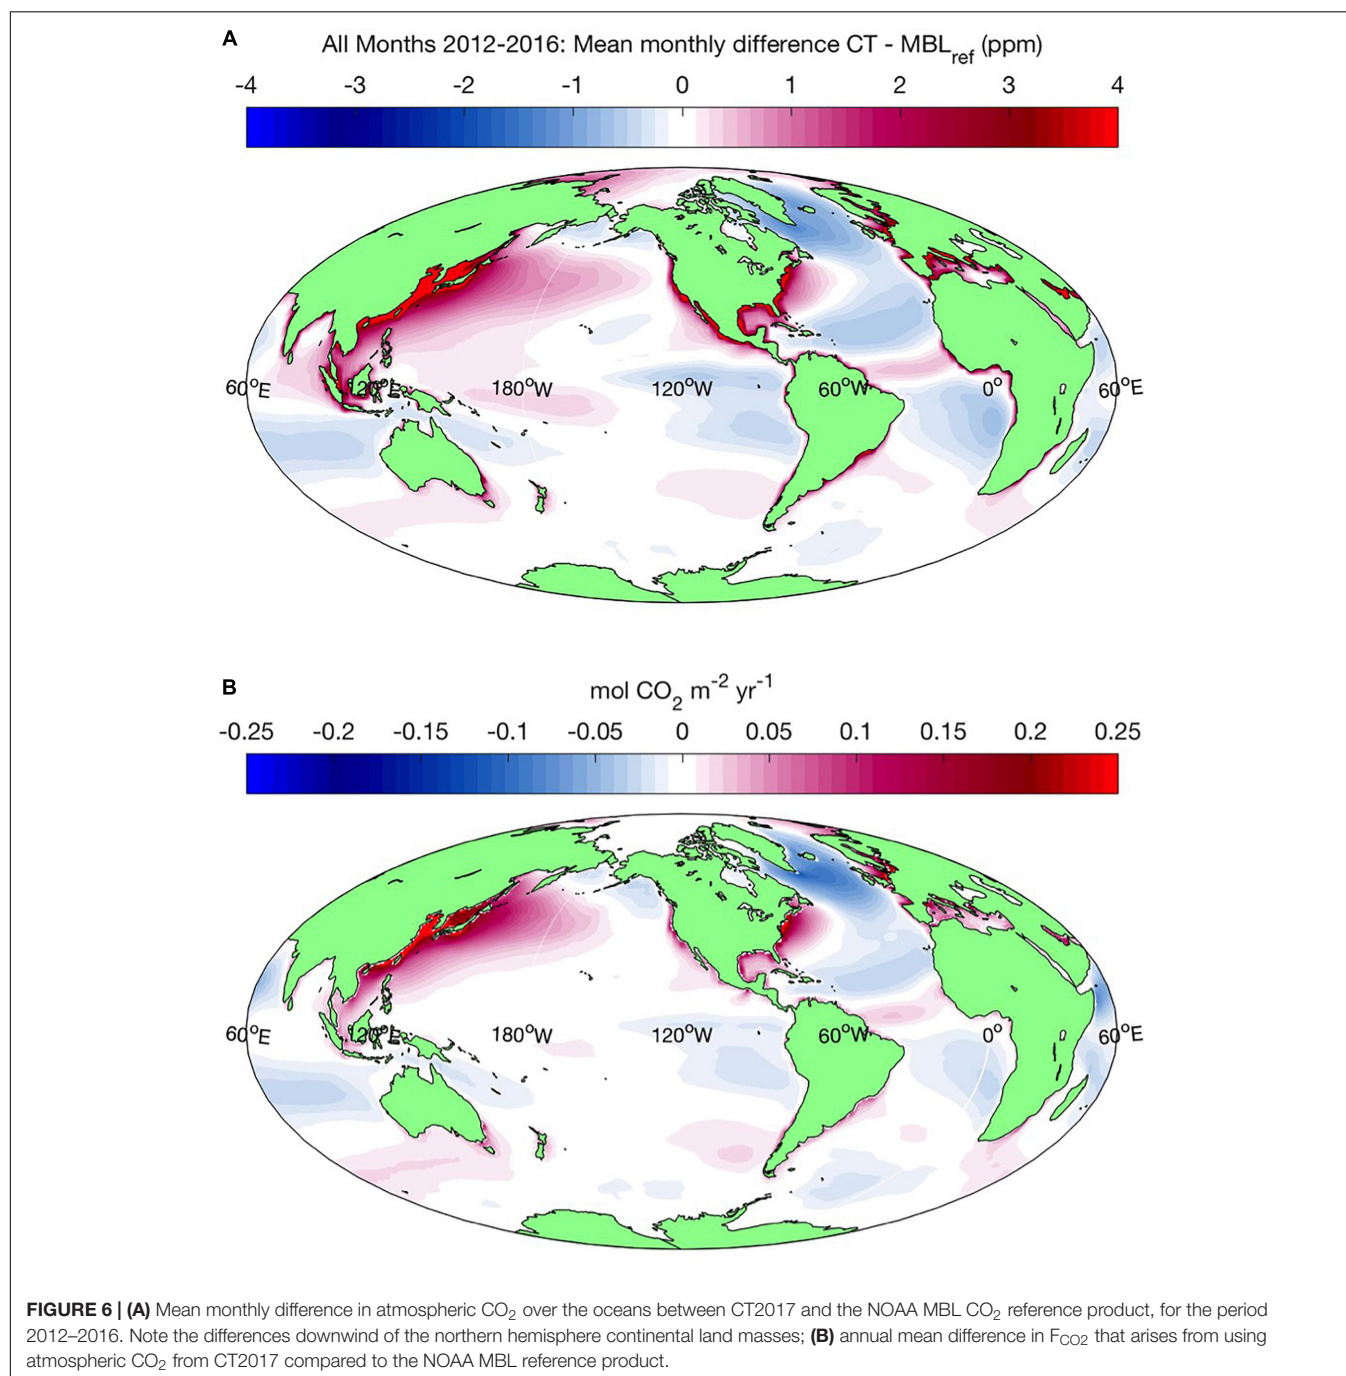 A
All Months 2012-2016: Mean monthly difference CT - MBLref (ppm)
-4 -3 -2 -1 0 1 2 3 4
60°E 120°E 180°W 120°W 60°W 0° 60°E
B
mol CO2 m-2 yr-1
-0.25 -0.2 -0.15 -0.1 -0.05 0 0.05 0.1 0.15 0.2 0.25
60°E 120°E 180°W 120°W 60°W 0° 60°E
FIGURE 6 | (A) Mean monthly difference in atmospheric CO2 over the oceans between CT2017 and the NOAA MBL CO2 reference product, for the period
2012–2016. Note the differences downwind of the northern hemisphere continental land masses; (B) annual mean difference in FCO2 that arises from using
atmospheric CO2 from CT2017 compared to the NOAA MBL reference product.